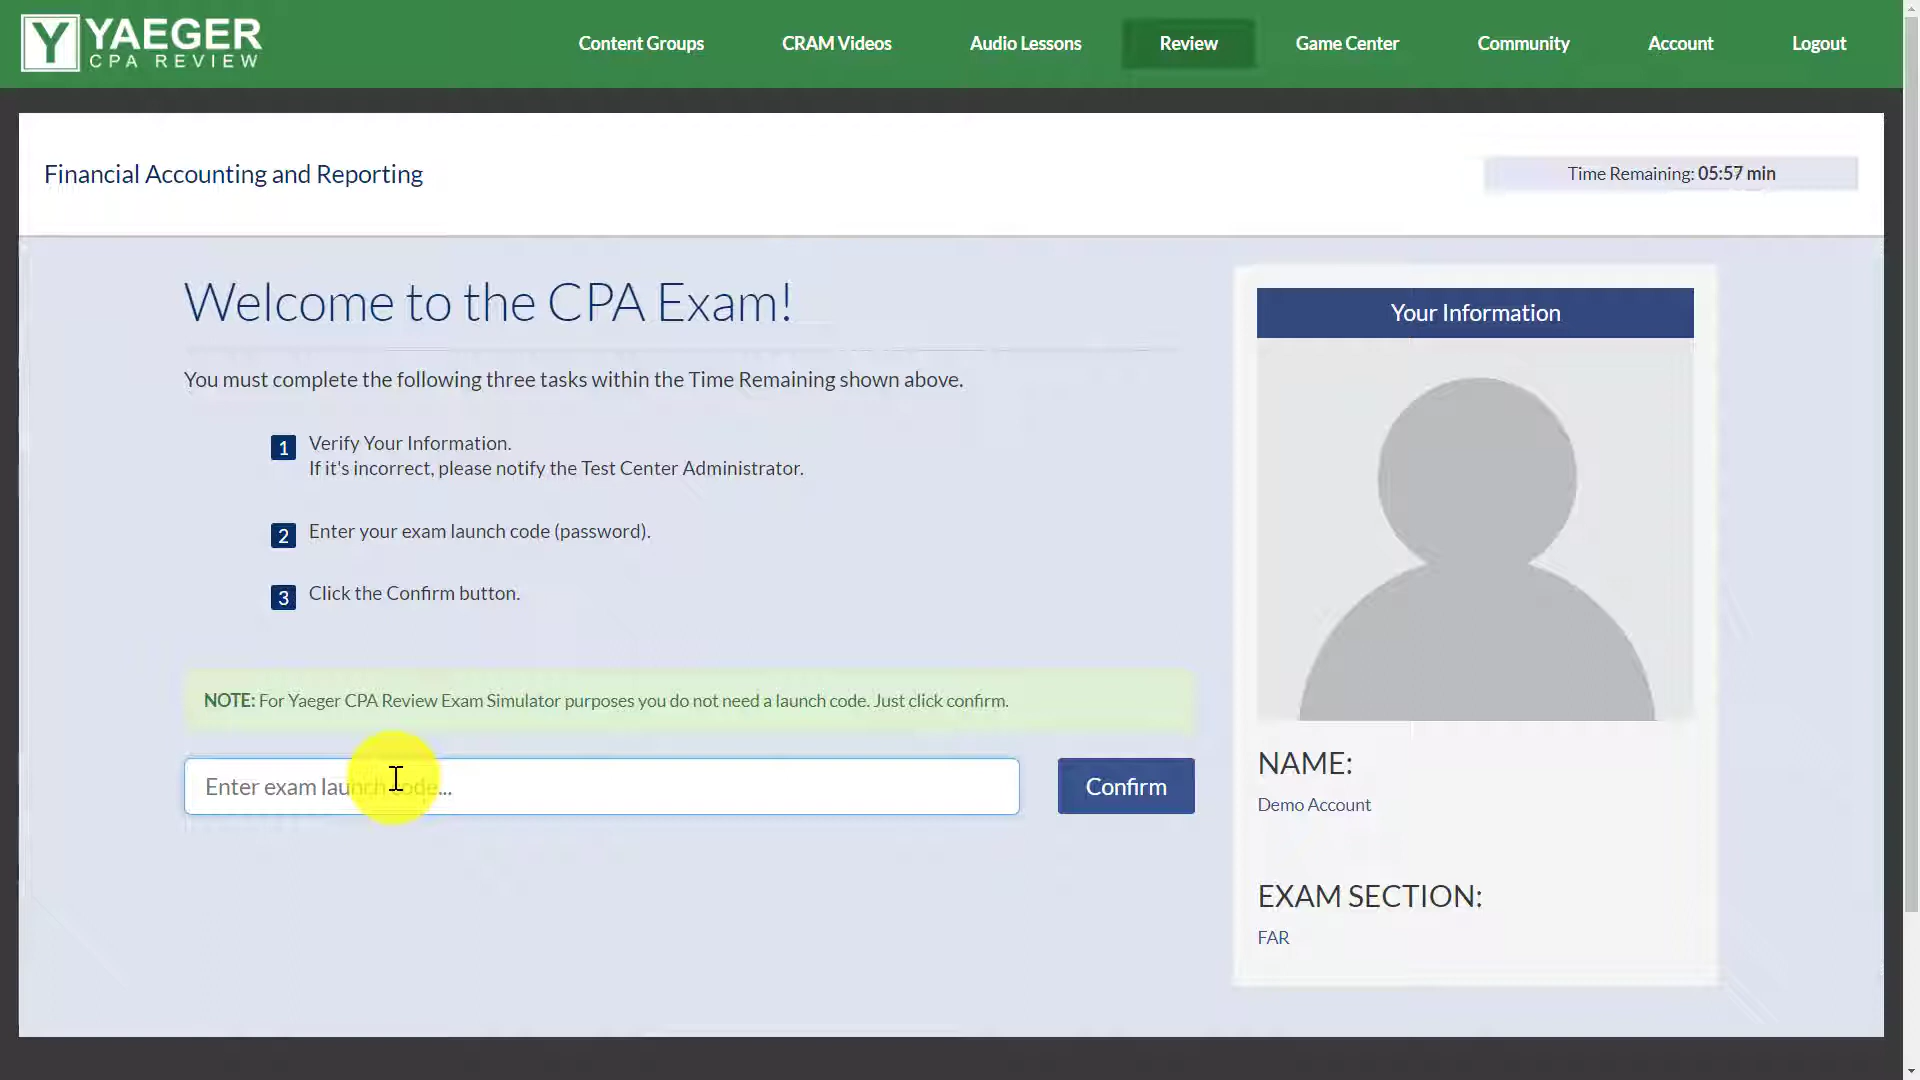 Y YAEGER
CPA REVIEW
Content Groups
CRAM Videos
Audio Lessons
Review
Game Center
Community
Account
Logout
Financial Accounting and Reporting
Time Remaining: 05:57 min
Welcome to the CPA Exam!
You must complete the following three tasks within the Time Remaining shown above.
1 Verify Your Information.
If it's incorrect, please notify the Test Center Administrator.
2 Enter your exam launch code (password).
3 Click the Confirm button.
NOTE: For Yaeger CPA Review Exam Simulator purposes you do not need a launch code. Just click confirm.
Enter exam launch code...
Confirm
Your Information
NAME:
Demo Account
EXAM SECTION:
FAR